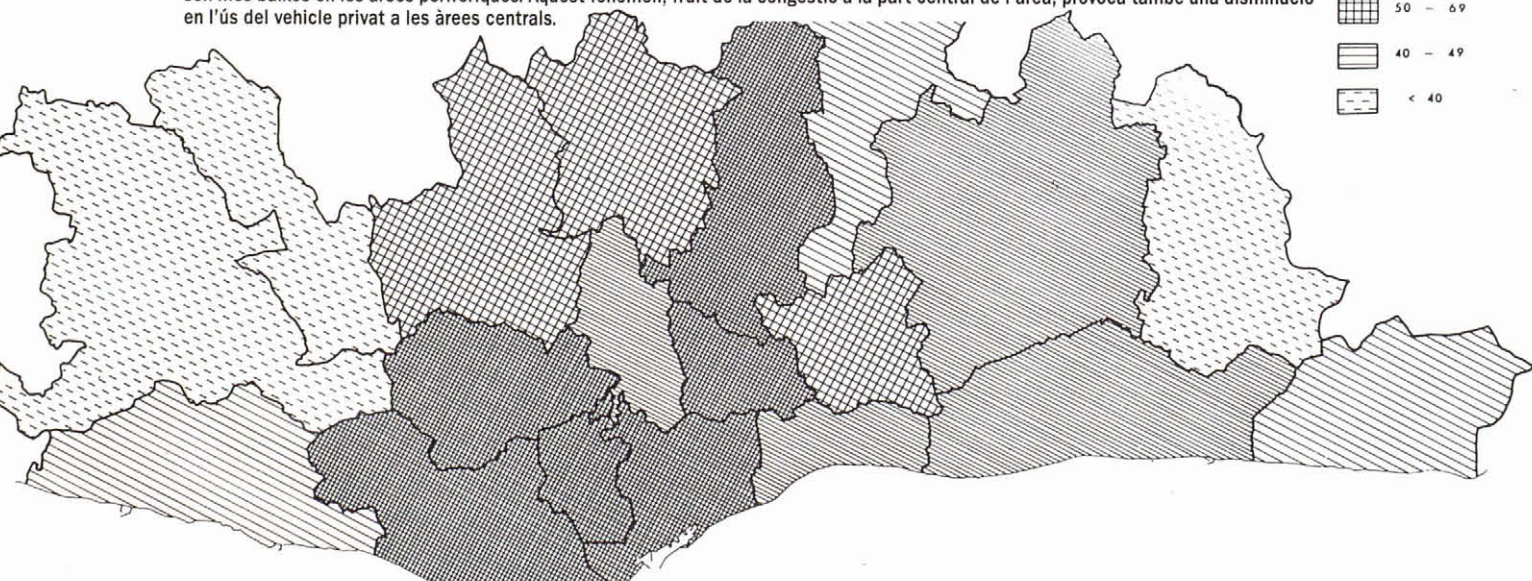 són més baixes en les àrees perifèriques. Aquest fenomen, fruit de la congestió a la part central de l'àrea, provoca també una disminució
en l'ús del vehicle privat a les àrees centrals.
50 – 69
40 – 49
< 40